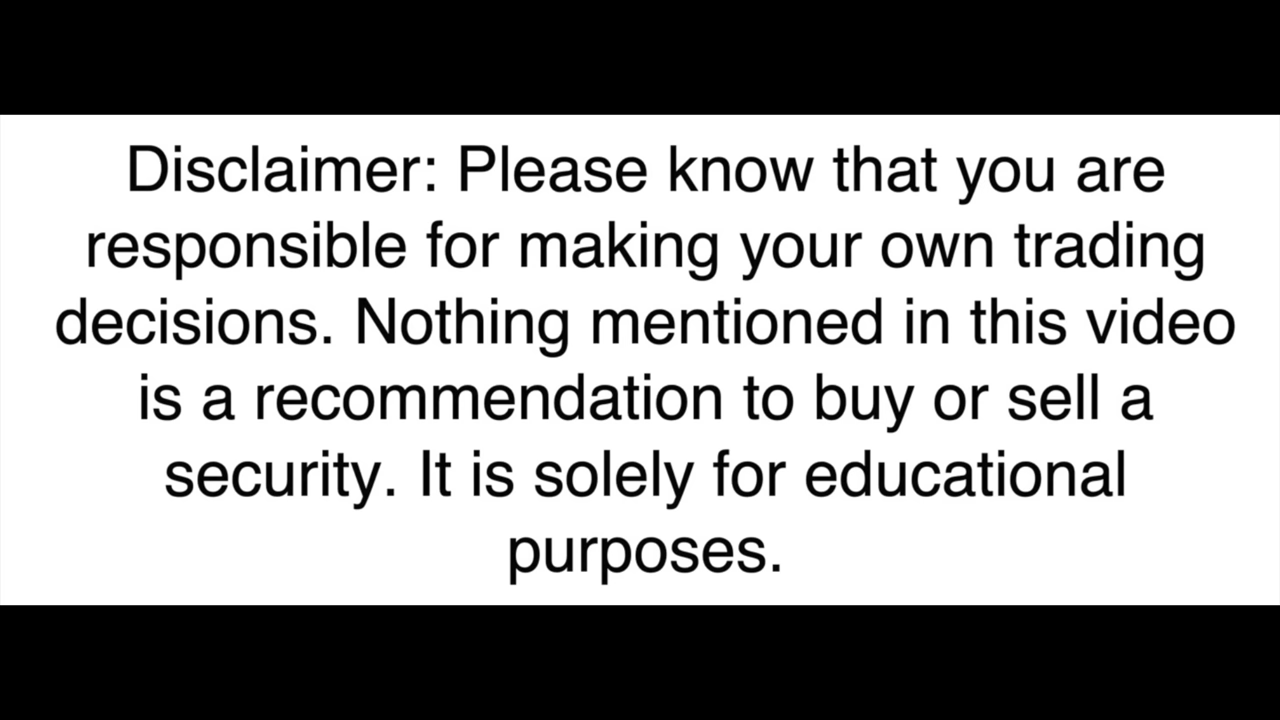 Disclaimer: Please know that you are
responsible for making your own trading
decisions. Nothing mentioned in this video
is a recommendation to buy or sell a
security. It is solely for educational
purposes.